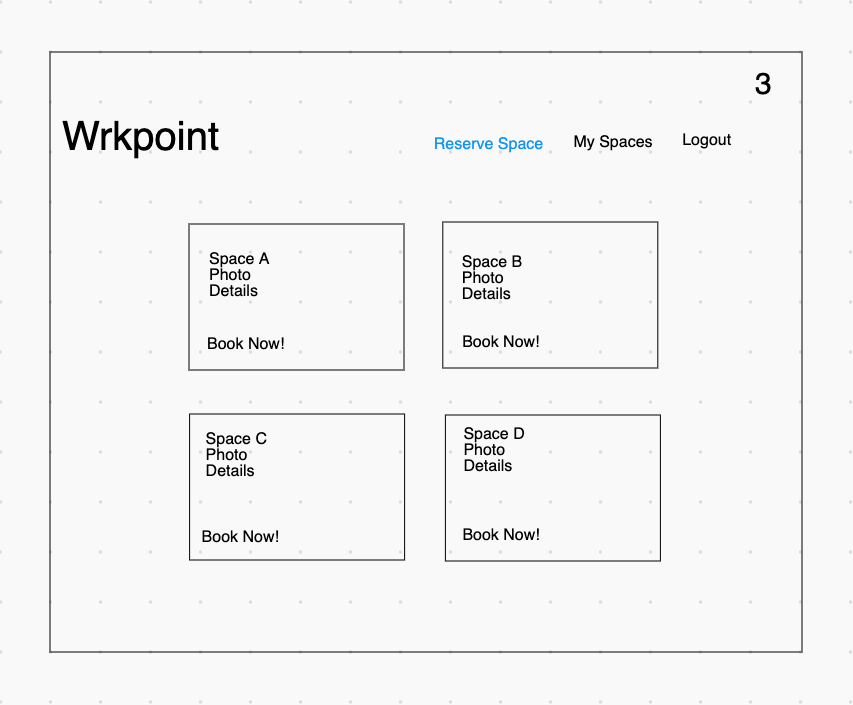 3
Wrkpoint
Reserve Space
My Spaces
Logout
Space A
Photo
Details
Book Now!
Space B
Photo
Details
Book Now!
Space C
Photo
Details
Book Now!
Space D
Photo
Details
Book Now!